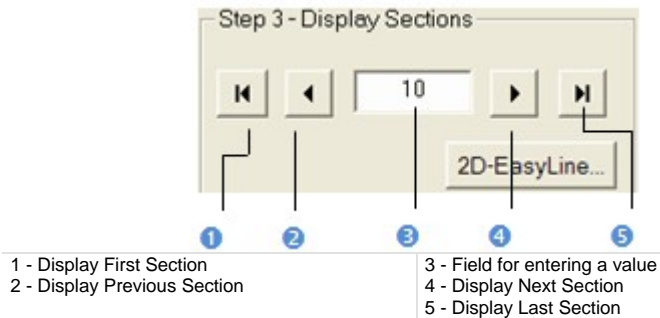 Step 3 - Display Sections
10
2D-EasyLine...
1 2 3 4 5
1 - Display First Section
2 - Display Previous Section
3 - Field for entering a value
4 - Display Next Section
5 - Display Last Section